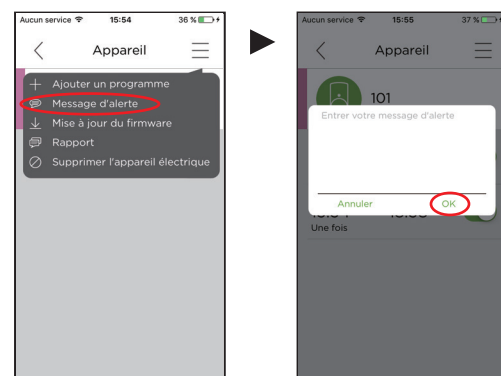 Aucun service 15:54 36 %
Appareil
Ajouter un programme
Message d'alerte
Mise à jour du firmware
Rapport
Supprimer l'appareil électrique
Aucun service 15:55 37 %
Appareil
101
Entrer votre message d'alerte
Annuler OK
Une fois